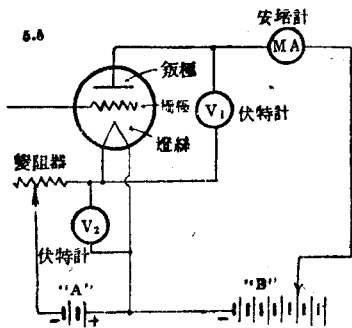 5.5
安培計
MA
鈑極
柵極
V₁
伏特計
燈絲
變阻器
V₂
伏特計
"A"
- +
"B"
- +